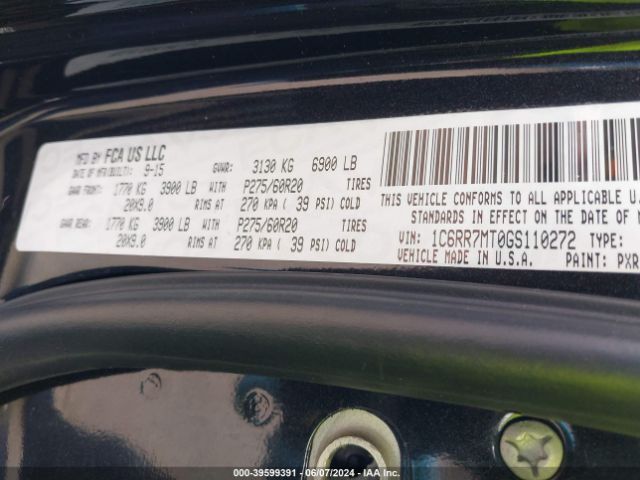 MFD BY FCA US LLC
DATE OF MFR(BUILT): 9-15 GVWR: 3130 KG 6900 LB
GAWR FRONT: 1770 KG 3900 LB WITH P275/60R20 TIRES
20X9.0 RIMS AT 270 KPA ( 39 PSI) COLD
GAWR REAR: 1770 KG 3900 LB WITH P275/60R20 TIRES
20X9.0 RIMS AT 270 KPA ( 39 PSI) COLD
THIS VEHICLE CONFORMS TO ALL APPLICABLE
STANDARDS IN EFFECT ON THE DATE OF
VIN: 1C6RR7MT0GS110272 TYPE:
VEHICLE MADE IN U.S.A. PAINT: PXR
000-39599391 - 06/07/2024 - IAAI.COM